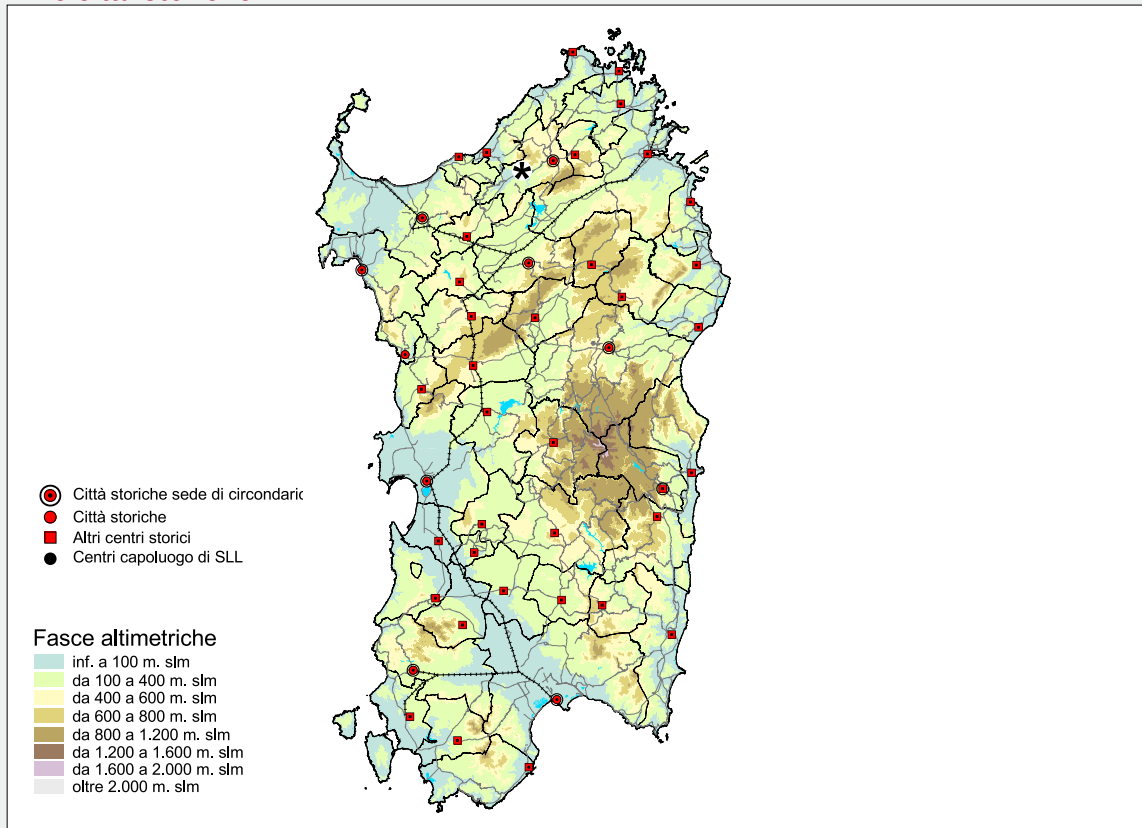 Città storiche sede di circondaric
Città storiche
Altri centri storici
Centri capoluogo di SLL
Fasce altimetriche
inf. a 100 m. slm
da 100 a 400 m. slm
da 400 a 600 m. slm
da 600 a 800 m. slm
da 800 a 1.200 m. slm
da 1.200 a 1.600 m. slm
da 1.600 a 2.000 m. slm
oltre 2.000 m. slm
*